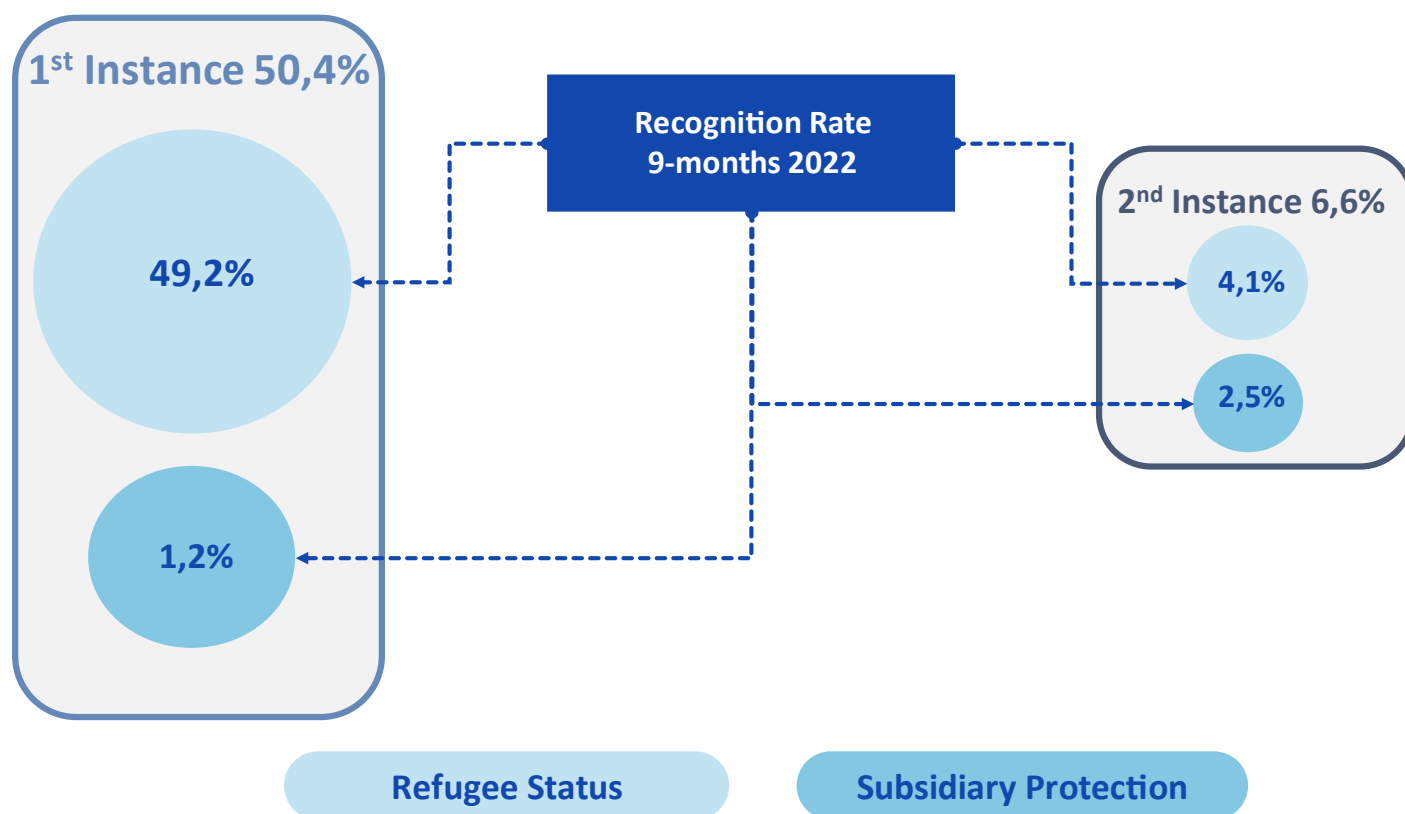 1st Instance 50,4%
Recognition Rate
9-months 2022
2nd Instance 6,6%
49,2%
4,1%
2,5%
1,2%
Refugee Status
Subsidiary Protection